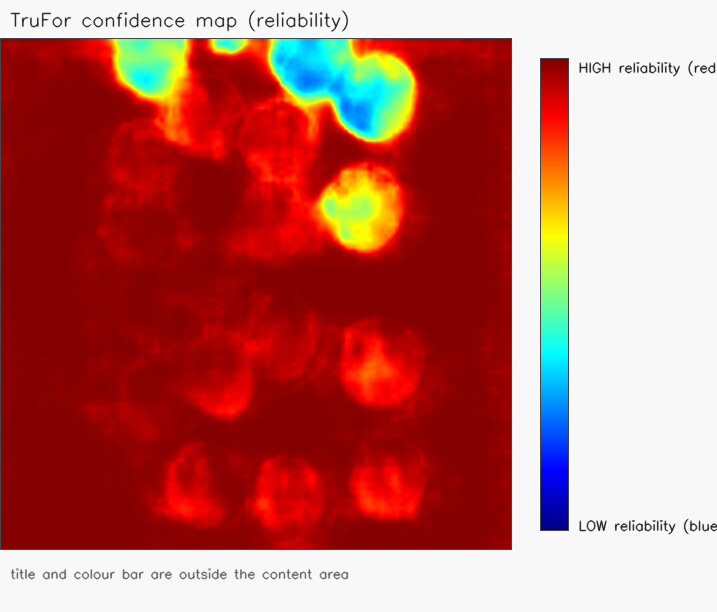 TruFor confidence map (reliability)
HIGH reliability (red
LOW reliability (blue
title and colour bar are outside the content area